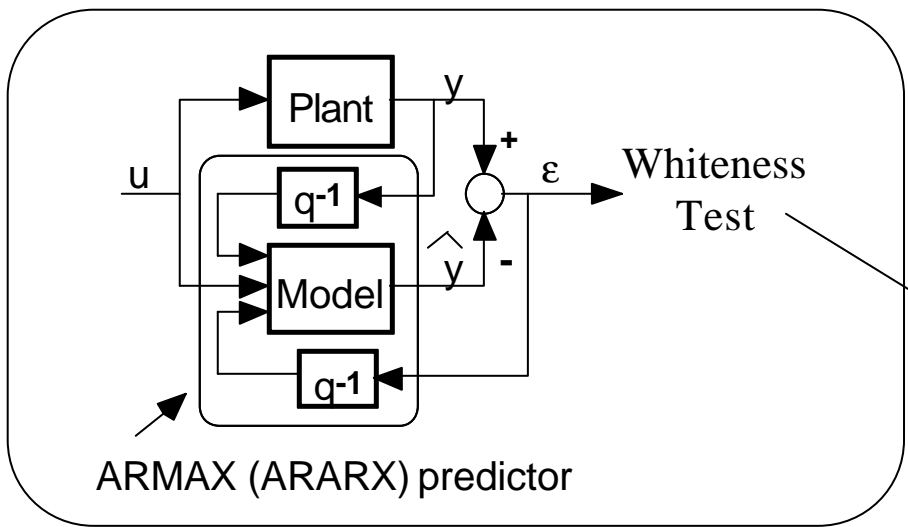 Plant
y
+
u
q-1
ε
Whiteness
Test
ŷ
-
Model
q-1
ARMAX (ARARX) predictor